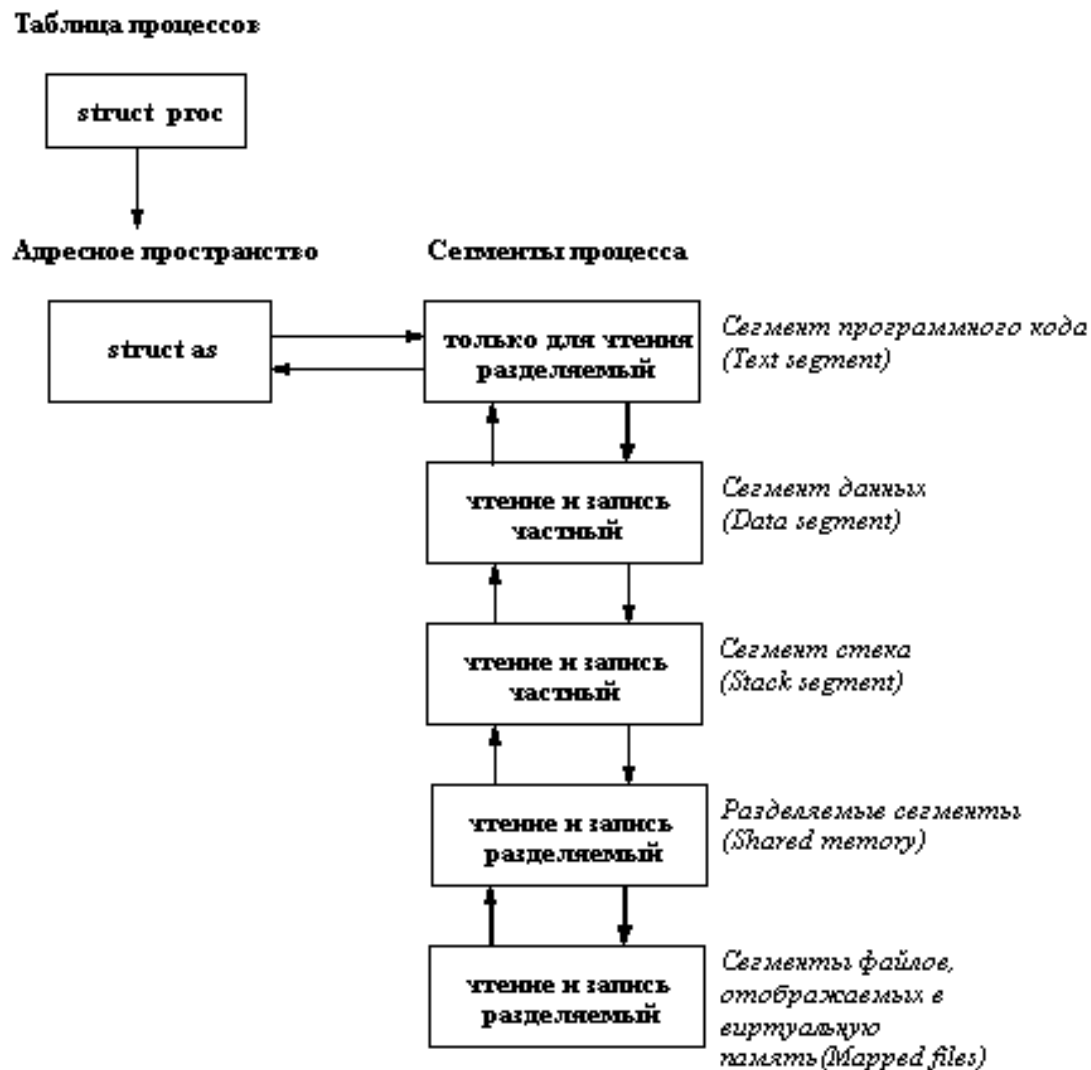 Таблица процессов
struct proc
Адресное пространство
Сегменты процесса
struct as
только для чтения
разделяемый
Сегмент программного кода
(Text segment)
чтение и запись
частный
Сегмент данных
(Data segment)
чтение и запись
частный
Сегмент стека
(Stack segment)
чтение и запись
разделяемый
Разделяемые сегменты
(Shared memory)
чтение и запись
разделяемый
Сегменты файлов,
отображаемых в
виртуальную
память(Mapped files)